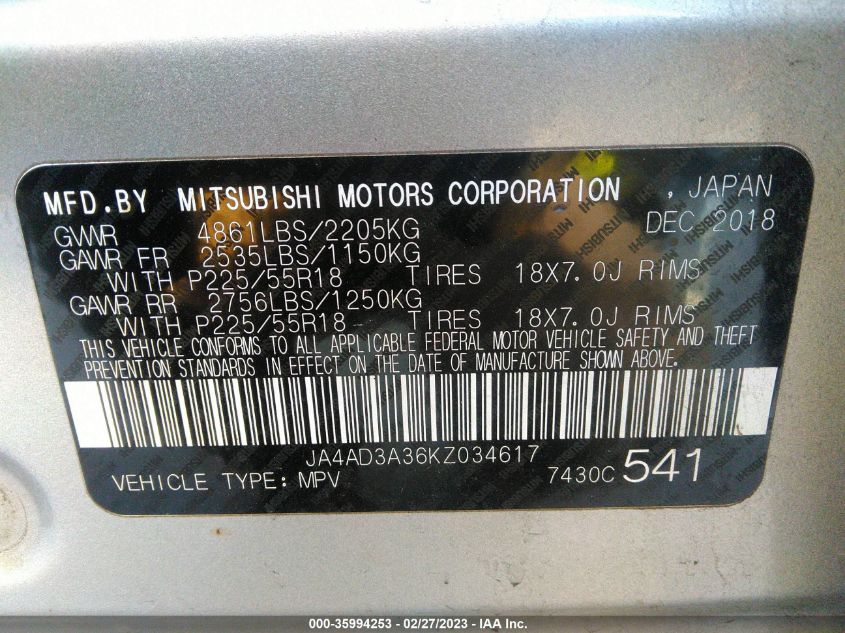 MFD.BY MITSUBISHI MOTORS CORPORATION , JAPAN
GVWR 4861LBS/2205KG DEC 2018
GAWR FR 2535LBS/1150KG
WITH P225/55R18 TIRES 18X7.0J RIMS
GAWR RR 2756LBS/1250KG
WITH P225/55R18 TIRES 18X7.0J RIMS
THIS VEHICLE CONFORMS TO ALL APPLICABLE FEDERAL MOTOR VEHICLE SAFETY AND THEFT
PREVENTION STANDARDS IN EFFECT ON THE DATE OF MANUFACTURE SHOWN ABOVE.
JA4AD3A36KZ034617
VEHICLE TYPE: MPV 7430C 541
000-35994253 - 02/27/2023 - IAA Inc.